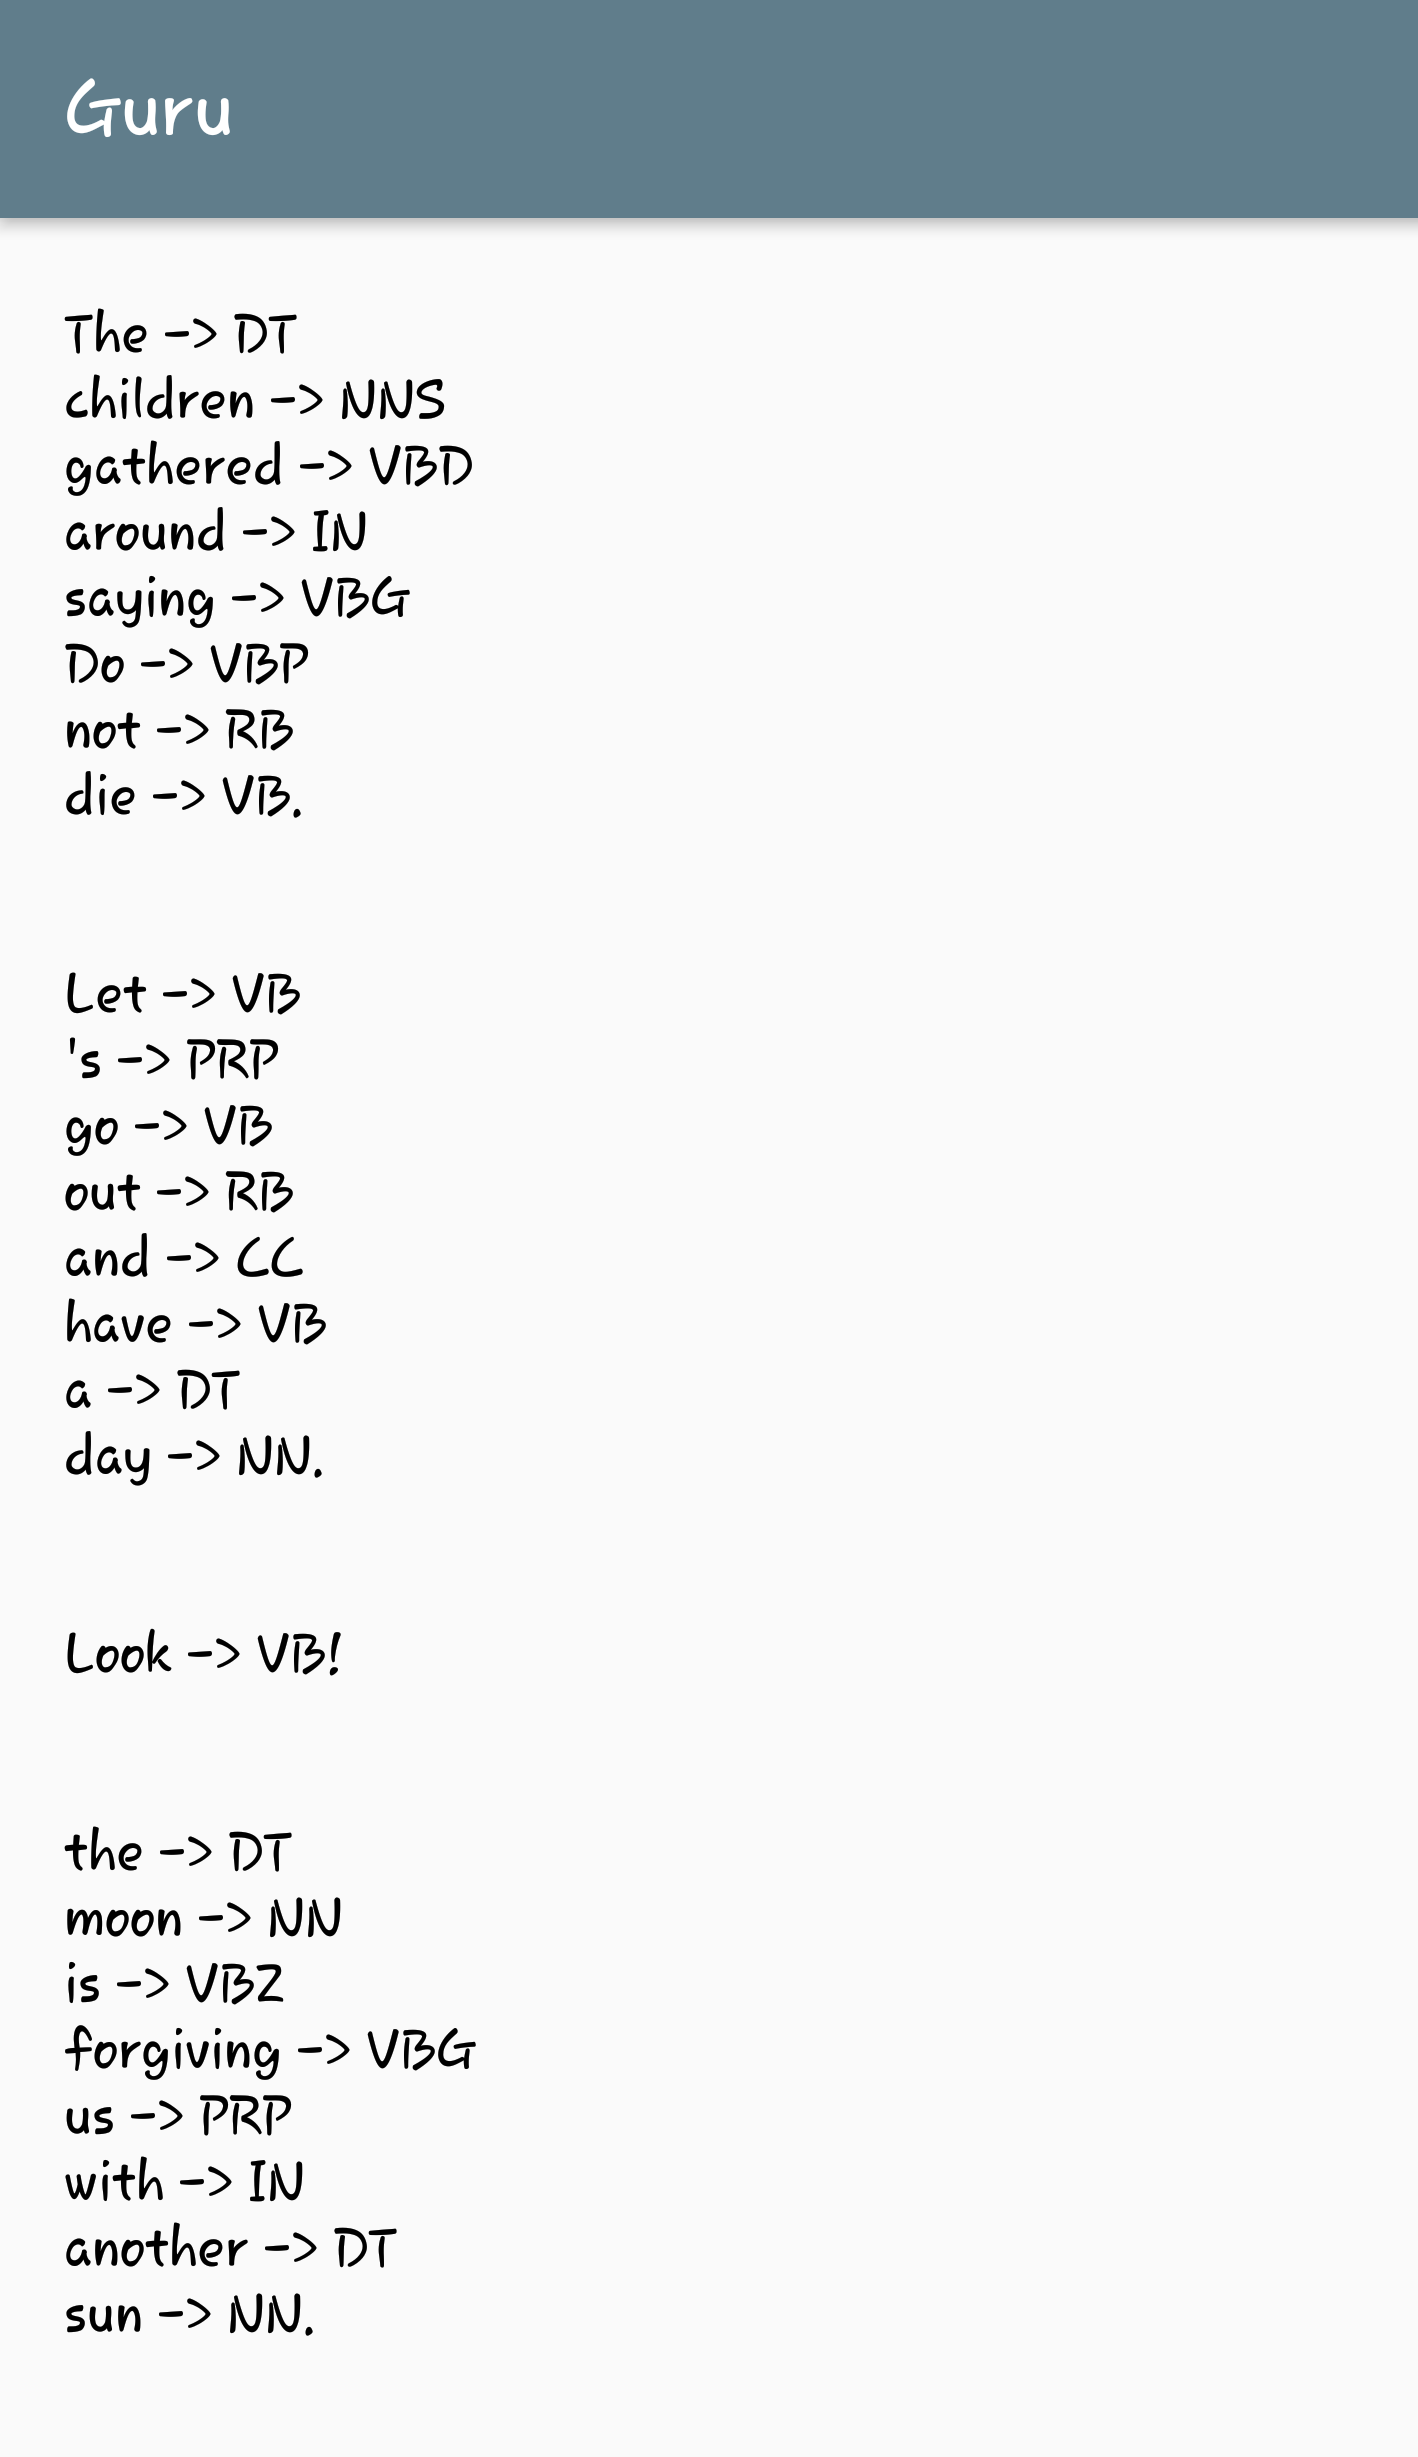 Guru
The -> DT
children -> NNS
gathered -> VBD
around -> IN
saying -> VBG
Do -> VBP
not -> RB
die -> VB.
Let -> VB
's -> PRP
go -> VB
out -> RB
and -> CC
have -> VB
a -> DT
day -> NN.
Look -> VB!
the -> DT
moon -> NN
is -> VBZ
forgiving -> VBG
us -> PRP
with -> IN
another -> DT
sun -> NN.